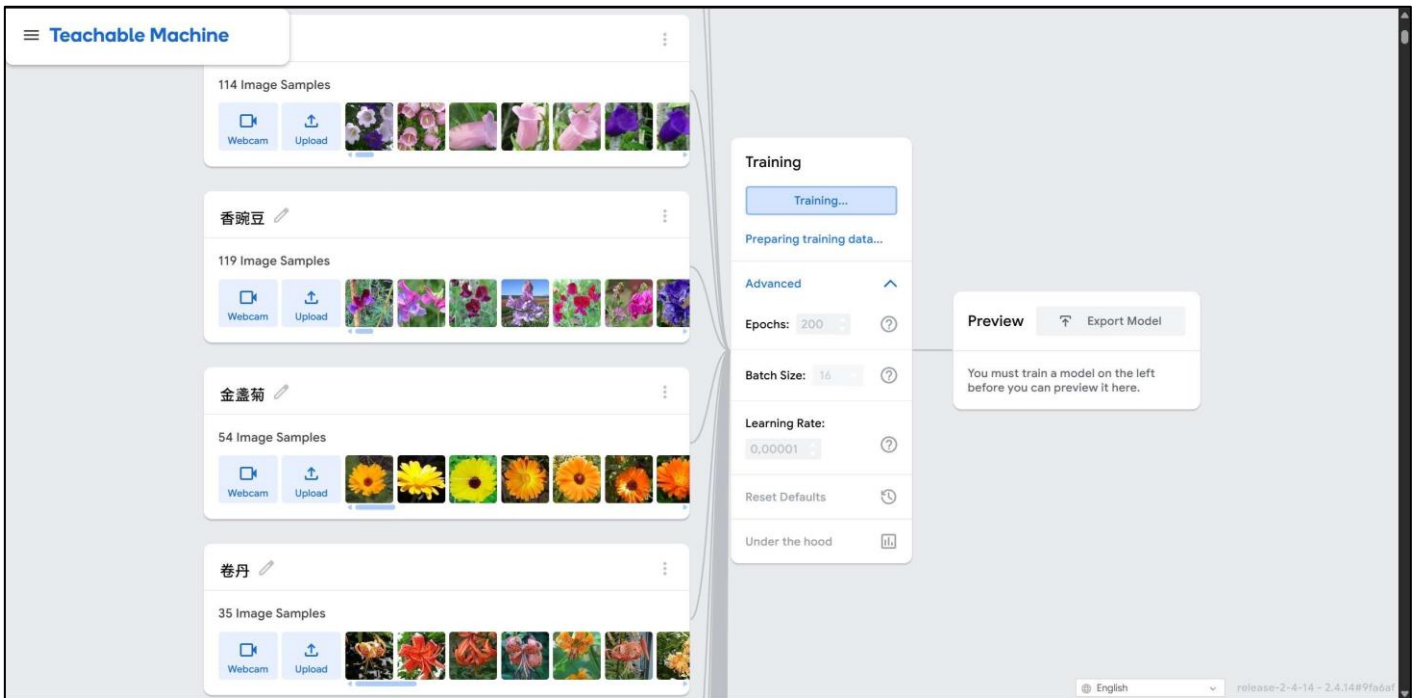 Teachable Machine
114 Image Samples
Webcam
Upload
香豌豆
119 Image Samples
Webcam
Upload
金盞菊
54 Image Samples
Webcam
Upload
卷丹
35 Image Samples
Webcam
Upload
Training
Training...
Preparing training data...
Advanced
Epochs: 200
Batch Size: 16
Learning Rate:
0,00001
Reset Defaults
Under the hood
Preview
Export Model
You must train a model on the left
before you can preview it here.
English
release-2-4-14 - 2.4.14#9fa6af